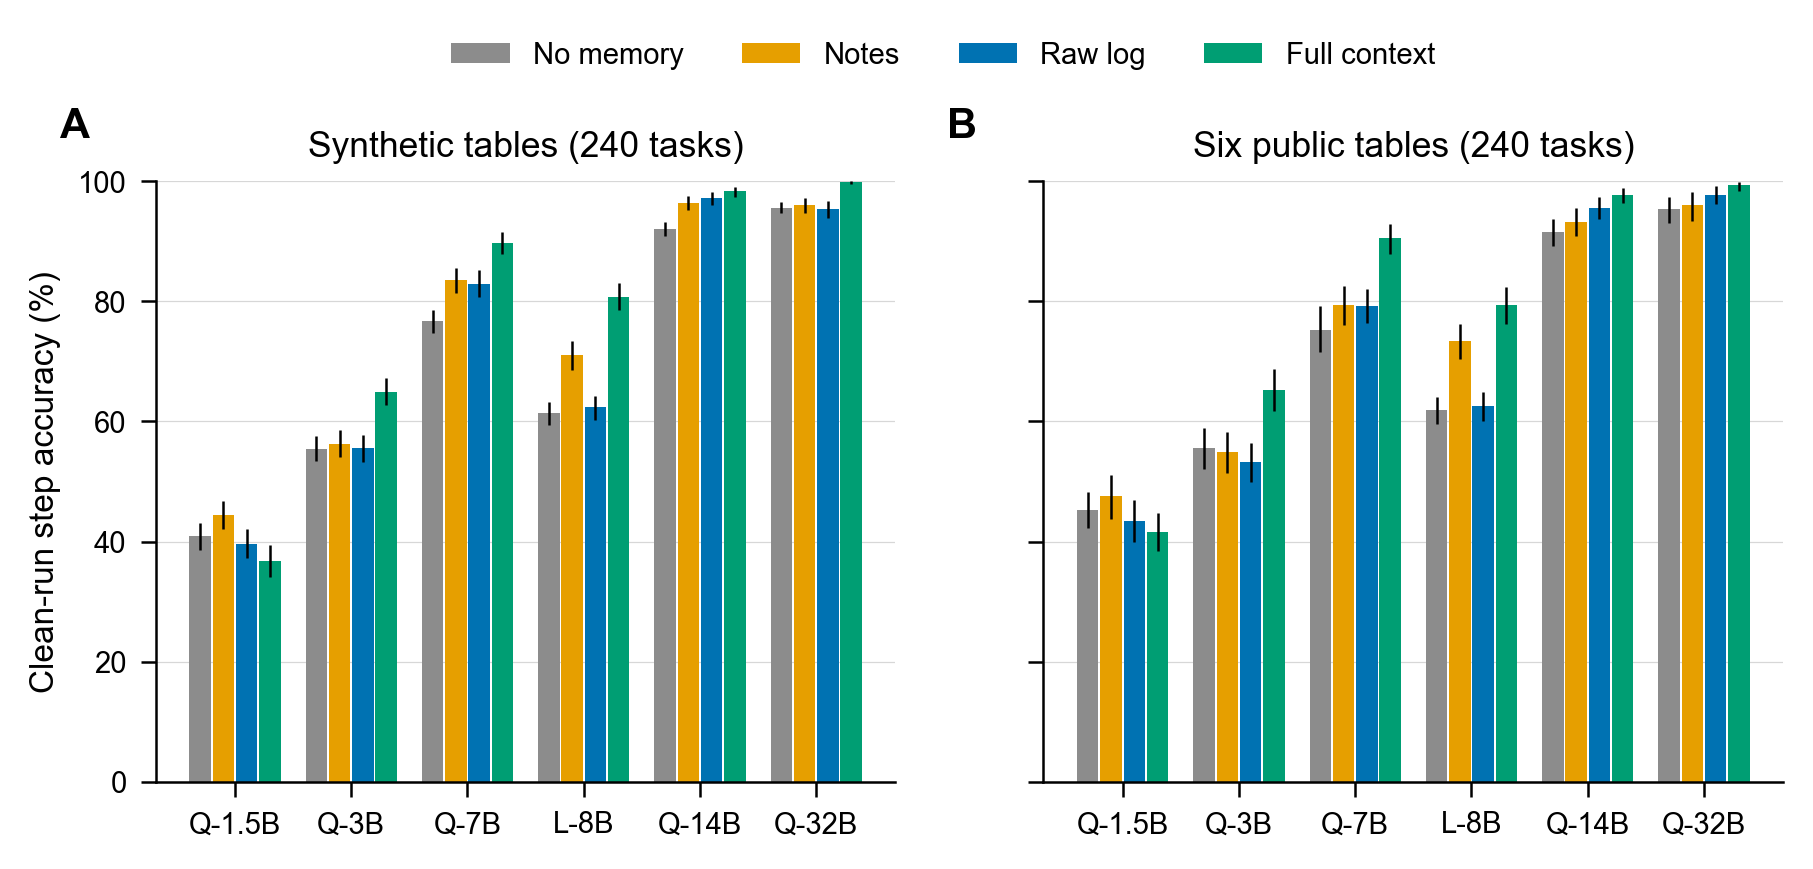 No memory Notes Raw log Full context
A
Synthetic tables (240 tasks)
Clean-run step accuracy (%)
100
80
60
40
20
0
Q-1.5B Q-3B Q-7B L-8B Q-14B Q-32B
B
Six public tables (240 tasks)
Q-1.5B Q-3B Q-7B L-8B Q-14B Q-32B